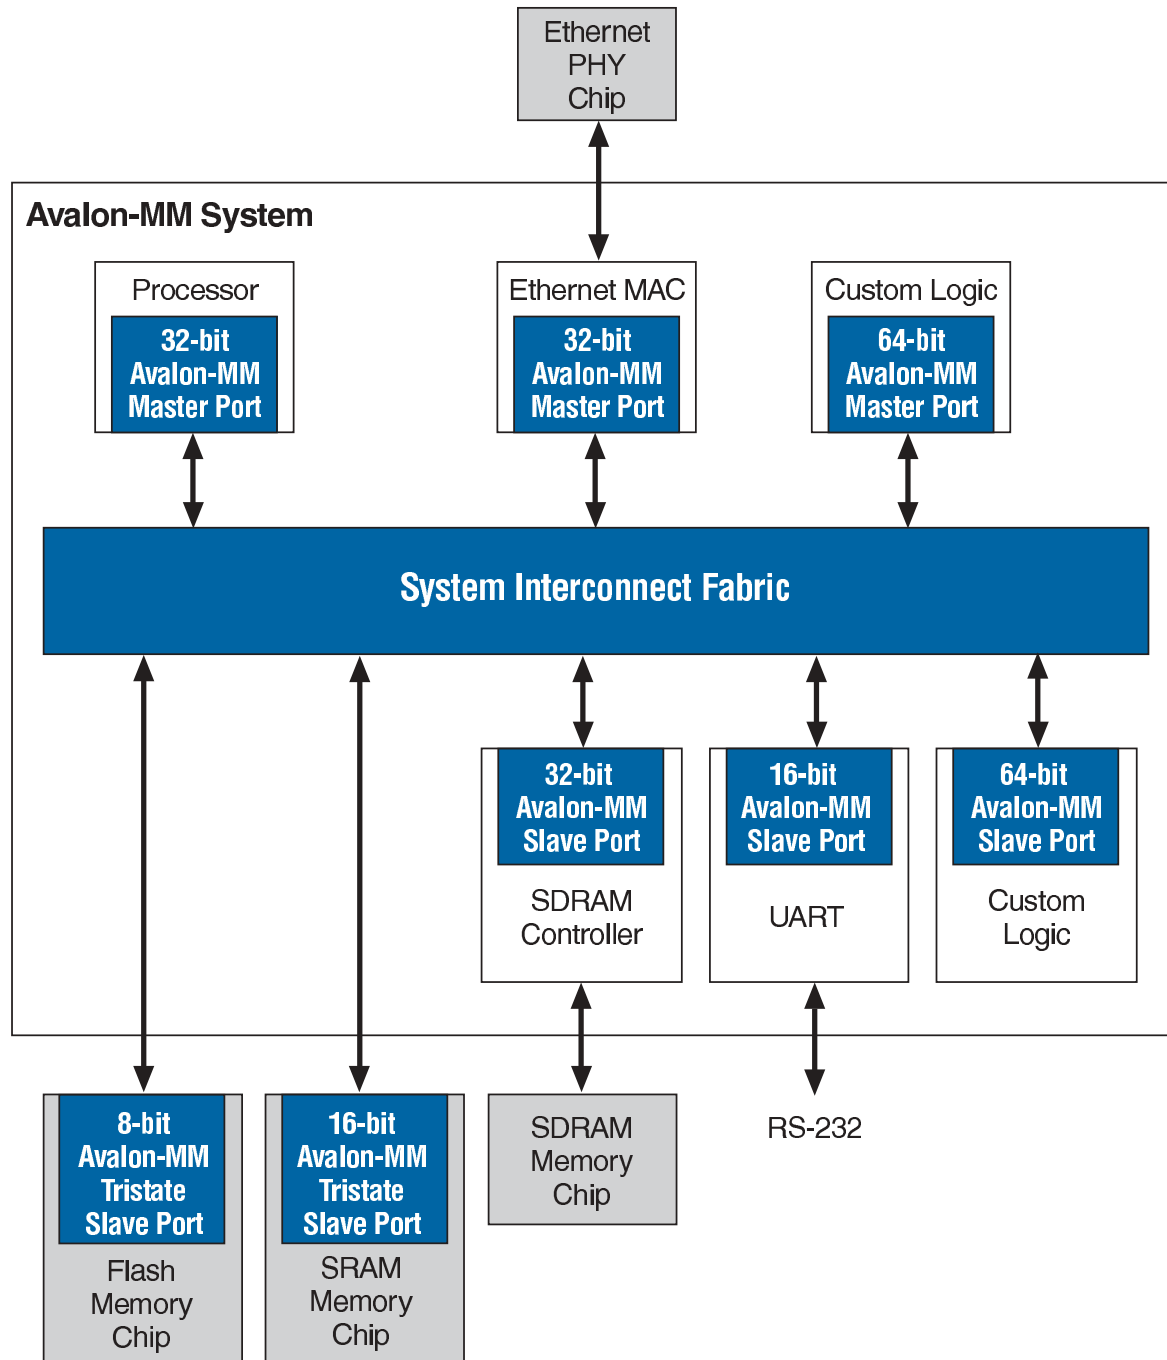 Ethernet
PHY
Chip
Avalon-MM System
Processor
32-bit
Avalon-MM
Master Port
Ethernet MAC
32-bit
Avalon-MM
Master Port
Custom Logic
64-bit
Avalon-MM
Master Port
System Interconnect Fabric
32-bit
Avalon-MM
Slave Port
SDRAM
Controller
16-bit
Avalon-MM
Slave Port
UART
64-bit
Avalon-MM
Slave Port
Custom
Logic
8-bit
Avalon-MM
Tristate
Slave Port
Flash
Memory
Chip
16-bit
Avalon-MM
Tristate
Slave Port
SRAM
Memory
Chip
SDRAM
Memory
Chip
RS-232